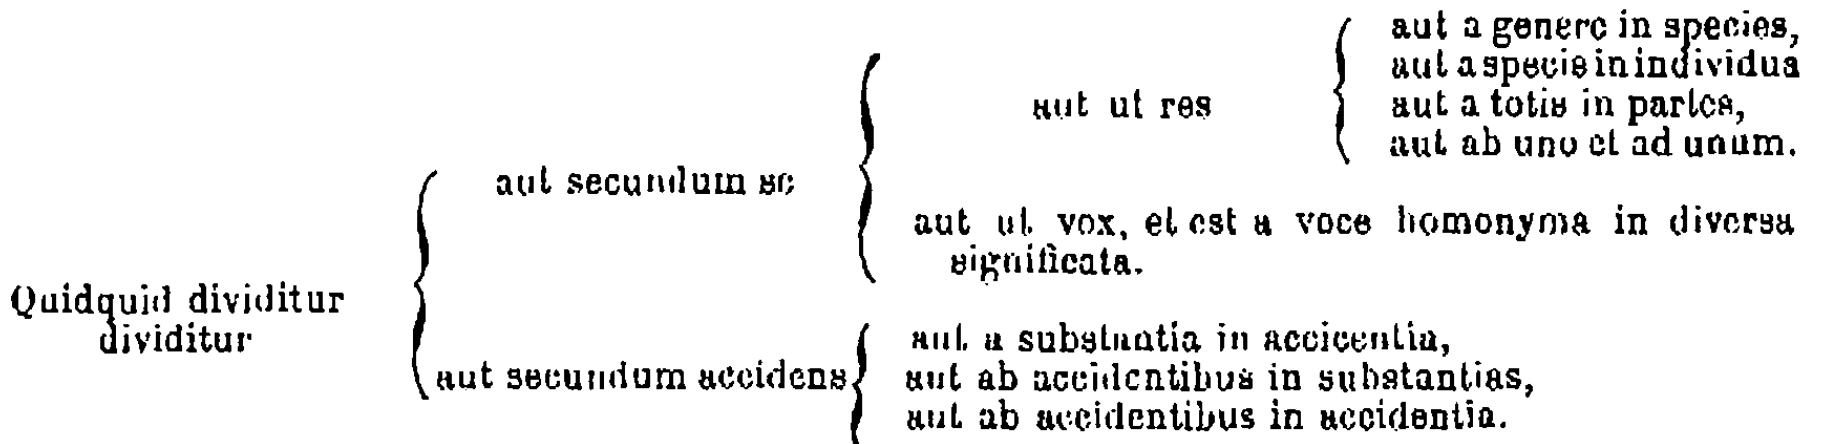 Quidquid dividitur
dividitur
aut secundum se
aut ut res
aut a genere in species,
aut a specie in individua
aut a totis in partes,
aut ab uno et ad unum.
aut ut vox, et est a voce homonyma in diversa
significata.
aut secundum accidens
aut a substantia in accicentia,
aut ab accidentibus in substantias,
aut ab accidentibus in accidentia.